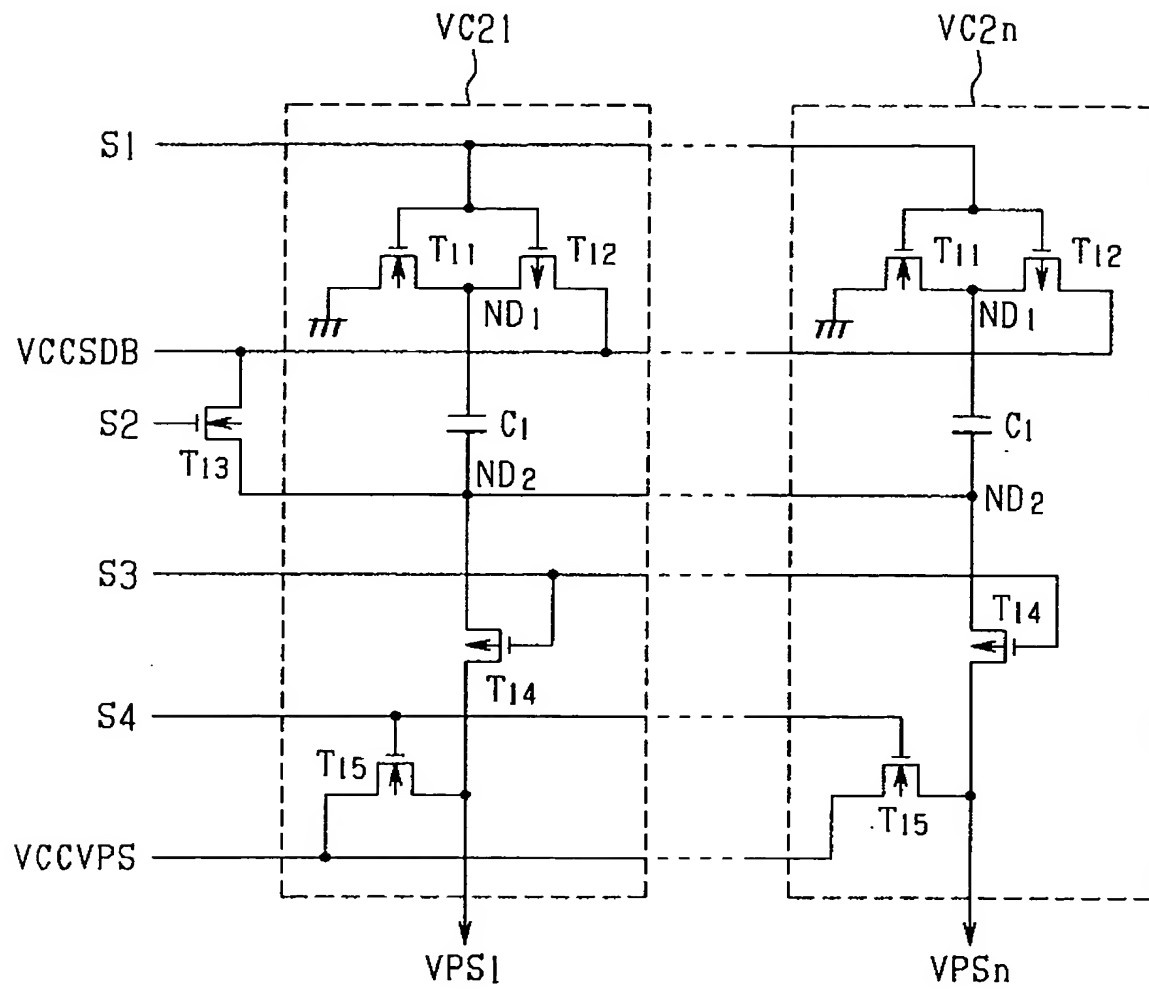 VC21 VC2n
S1
T11 T12 T11 T12
ND1 ND1
VCCSDB
S2 C1 C1
T13
ND2 ND2
S3
T14
T14
S4
T15
T15
VCCVPS
VPS1 VPSn